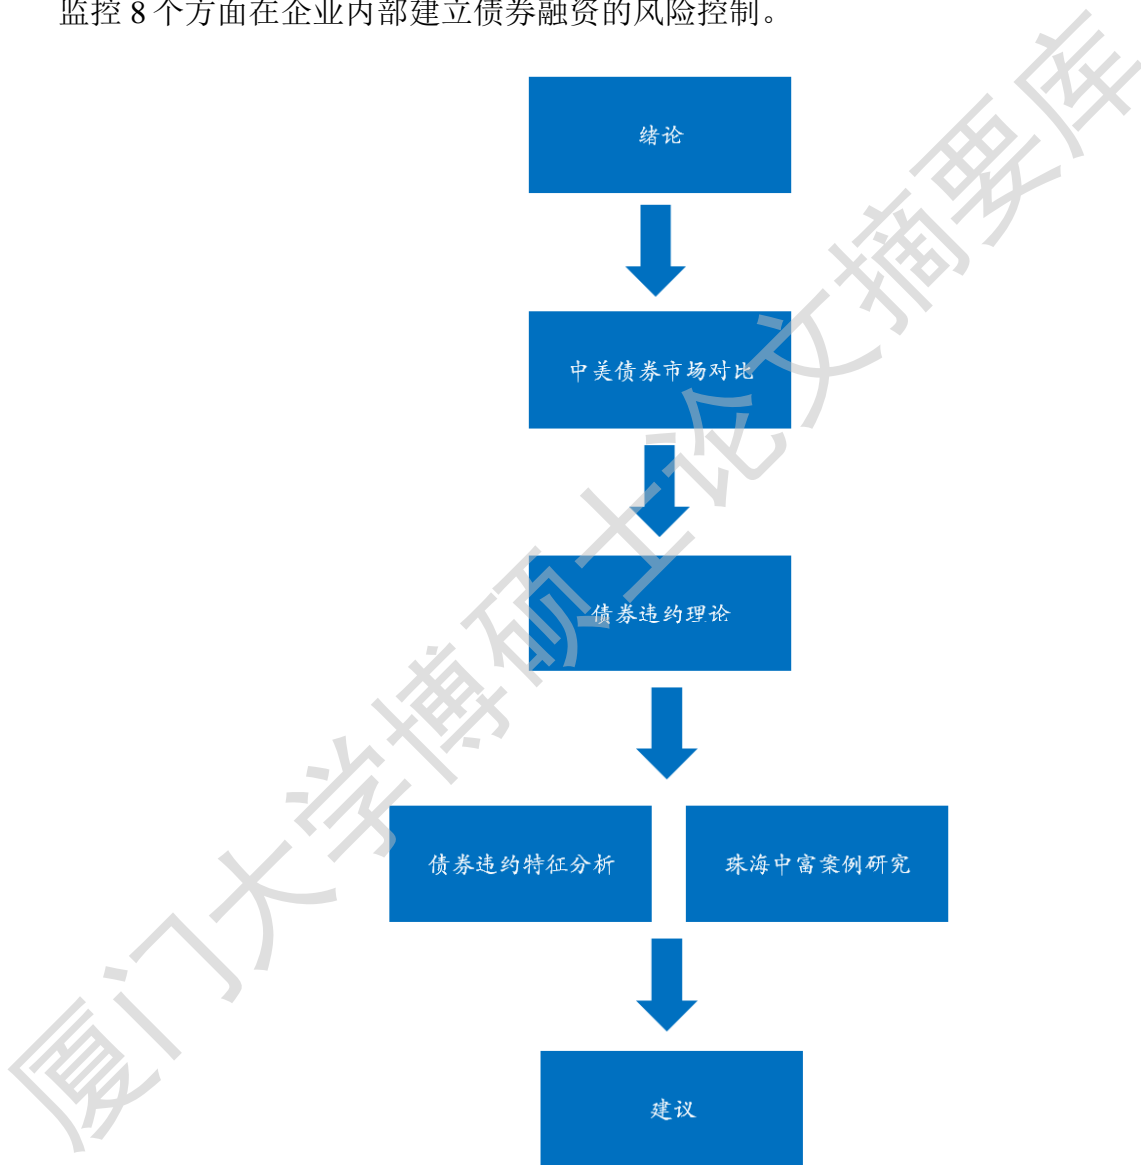 监控 8 个方面在企业内部建立债券融资的风险控制。
绪论
中美债券市场对比
债券违约理论
债券违约特征分析
珠海中富案例研究
建议
厦门大学博硕士论文摘要库